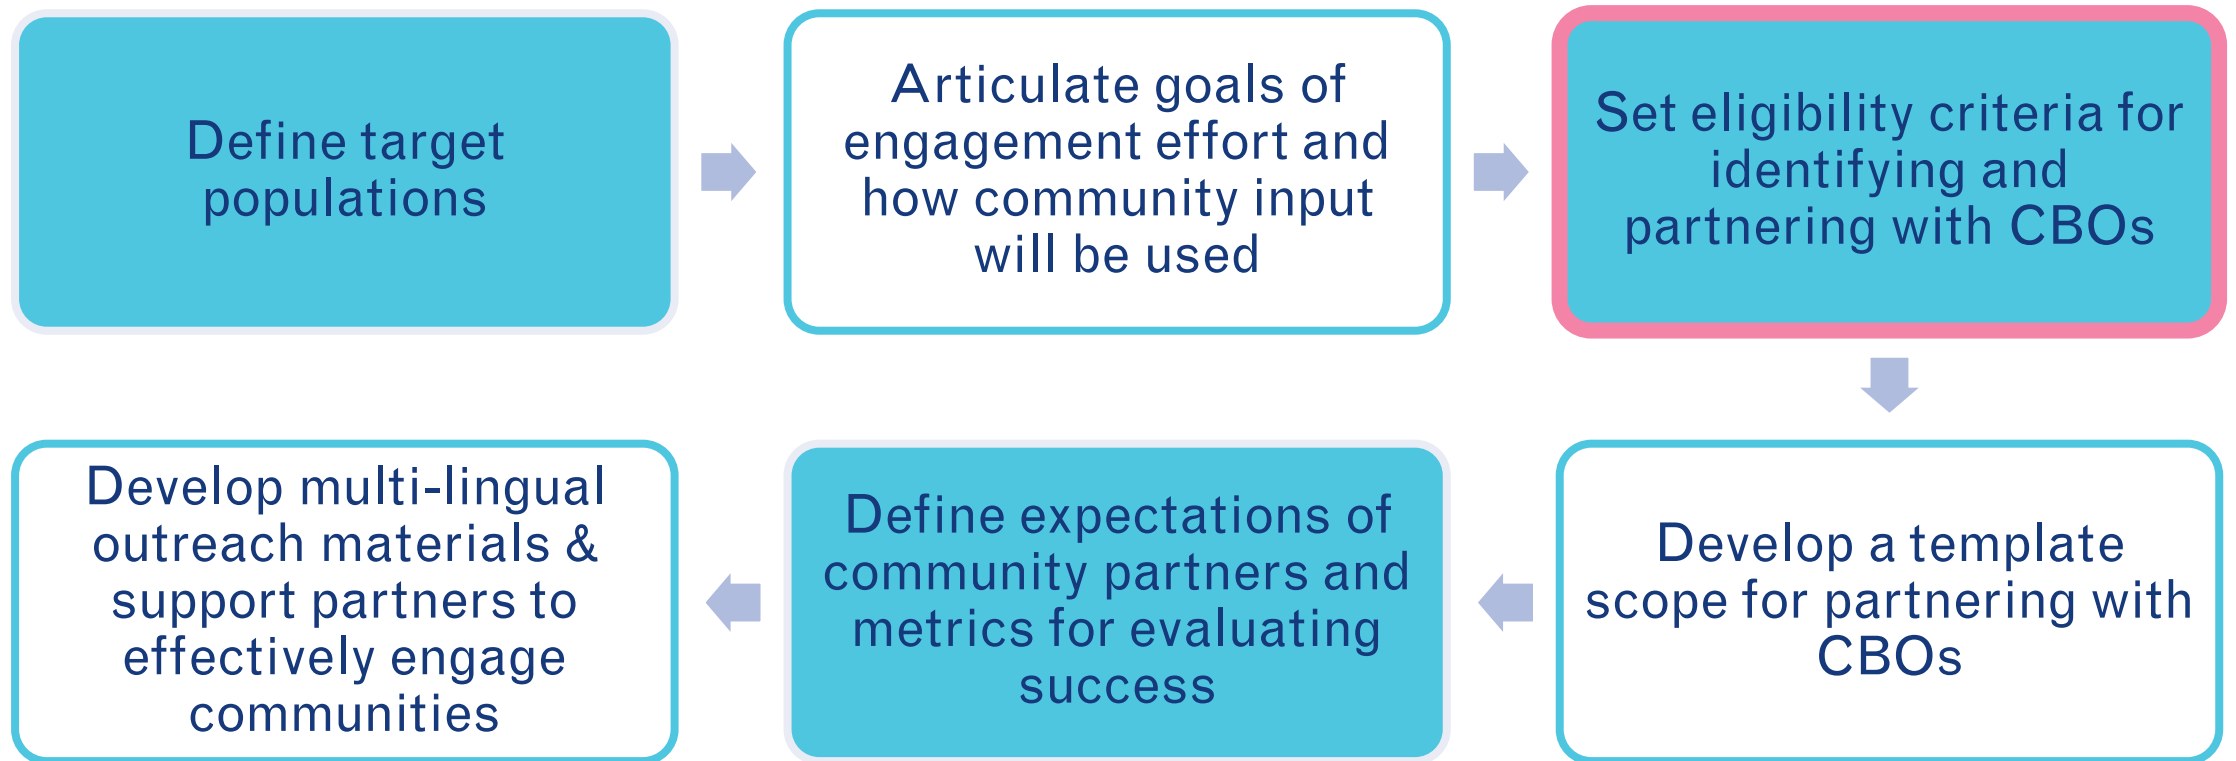 Define target
populations
Articulate goals of
engagement effort and
how community input
will be used
Set eligibility criteria for
identifying and
partnering with CBOs
Develop a template
scope for partnering with
CBOs
Define expectations of
community partners and
metrics for evaluating
success
Develop multi-lingual
outreach materials &
support partners to
effectively engage
communities